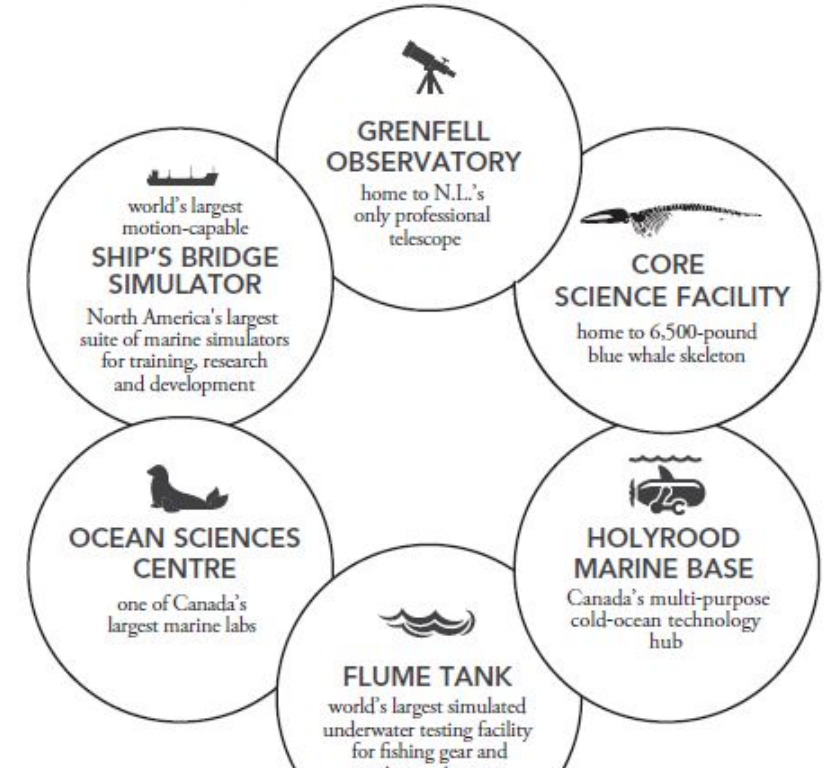 GRENFELL
OBSERVATORY
home to N.L.'s
only professional
telescope
world's largest
motion-capable
SHIP'S BRIDGE
SIMULATOR
North America's largest
suite of marine simulators
for training, research
and development
CORE
SCIENCE FACILITY
home to 6,500-pound
blue whale skeleton
OCEAN SCIENCES
CENTRE
one of Canada's
largest marine labs
HOLYROOD
MARINE BASE
Canada's multi-purpose
cold-ocean technology
hub
FLUME TANK
world's largest simulated
underwater testing facility
for fishing gear and